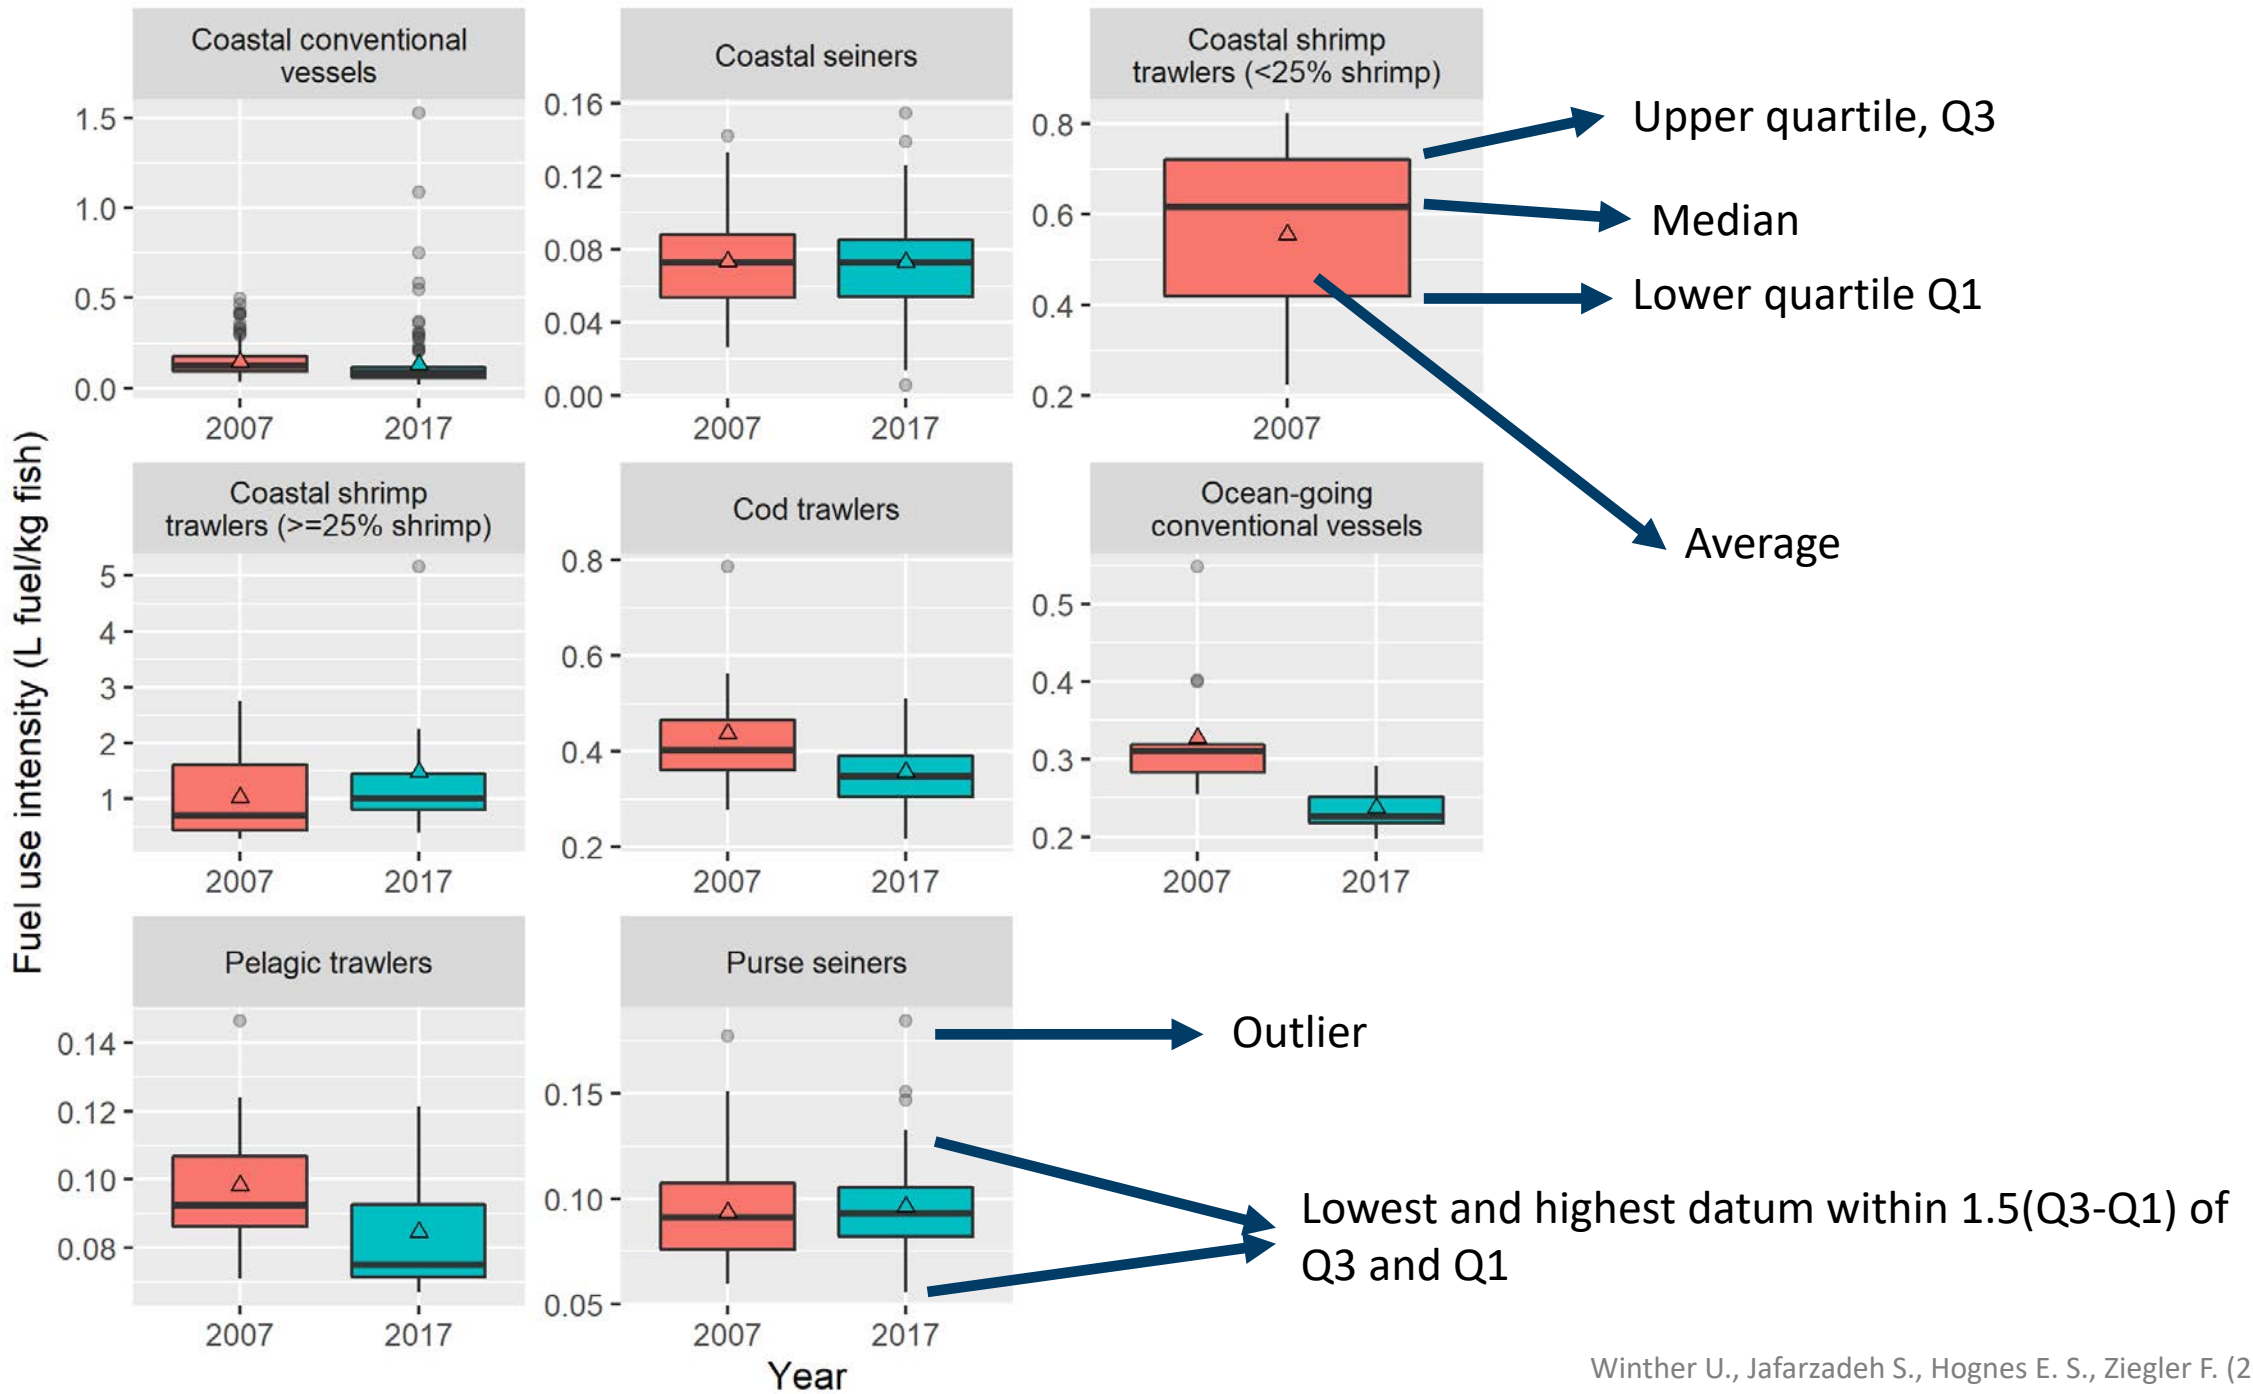 Coastal conventional
vessels
Coastal seiners
Coastal shrimp
trawlers (<25% shrimp)
1.5
1.0
0.5
0.0
2007
2017
0.16
0.12
0.08
0.04
0.00
2007
2017
0.8
0.6
0.4
0.2
2007
Upper quartile, Q3
Median
Lower quartile Q1
Average
Fuel use intensity (L fuel/kg fish)
Coastal shrimp
trawlers (>=25% shrimp)
Cod trawlers
Ocean-going
conventional vessels
5
4
3
2
1
2007
2017
0.8
0.6
0.4
0.2
2007
2017
0.5
0.4
0.3
0.2
2007
2017
Pelagic trawlers
Purse seiners
0.14
0.12
0.10
0.08
2007
2017
0.15
0.10
0.05
2007
2017
Outlier
Lowest and highest datum within 1.5(Q3-Q1) of
Q3 and Q1
Year
Winther U., Jafarzadeh S., Hognes E. S., Ziegler F. (2